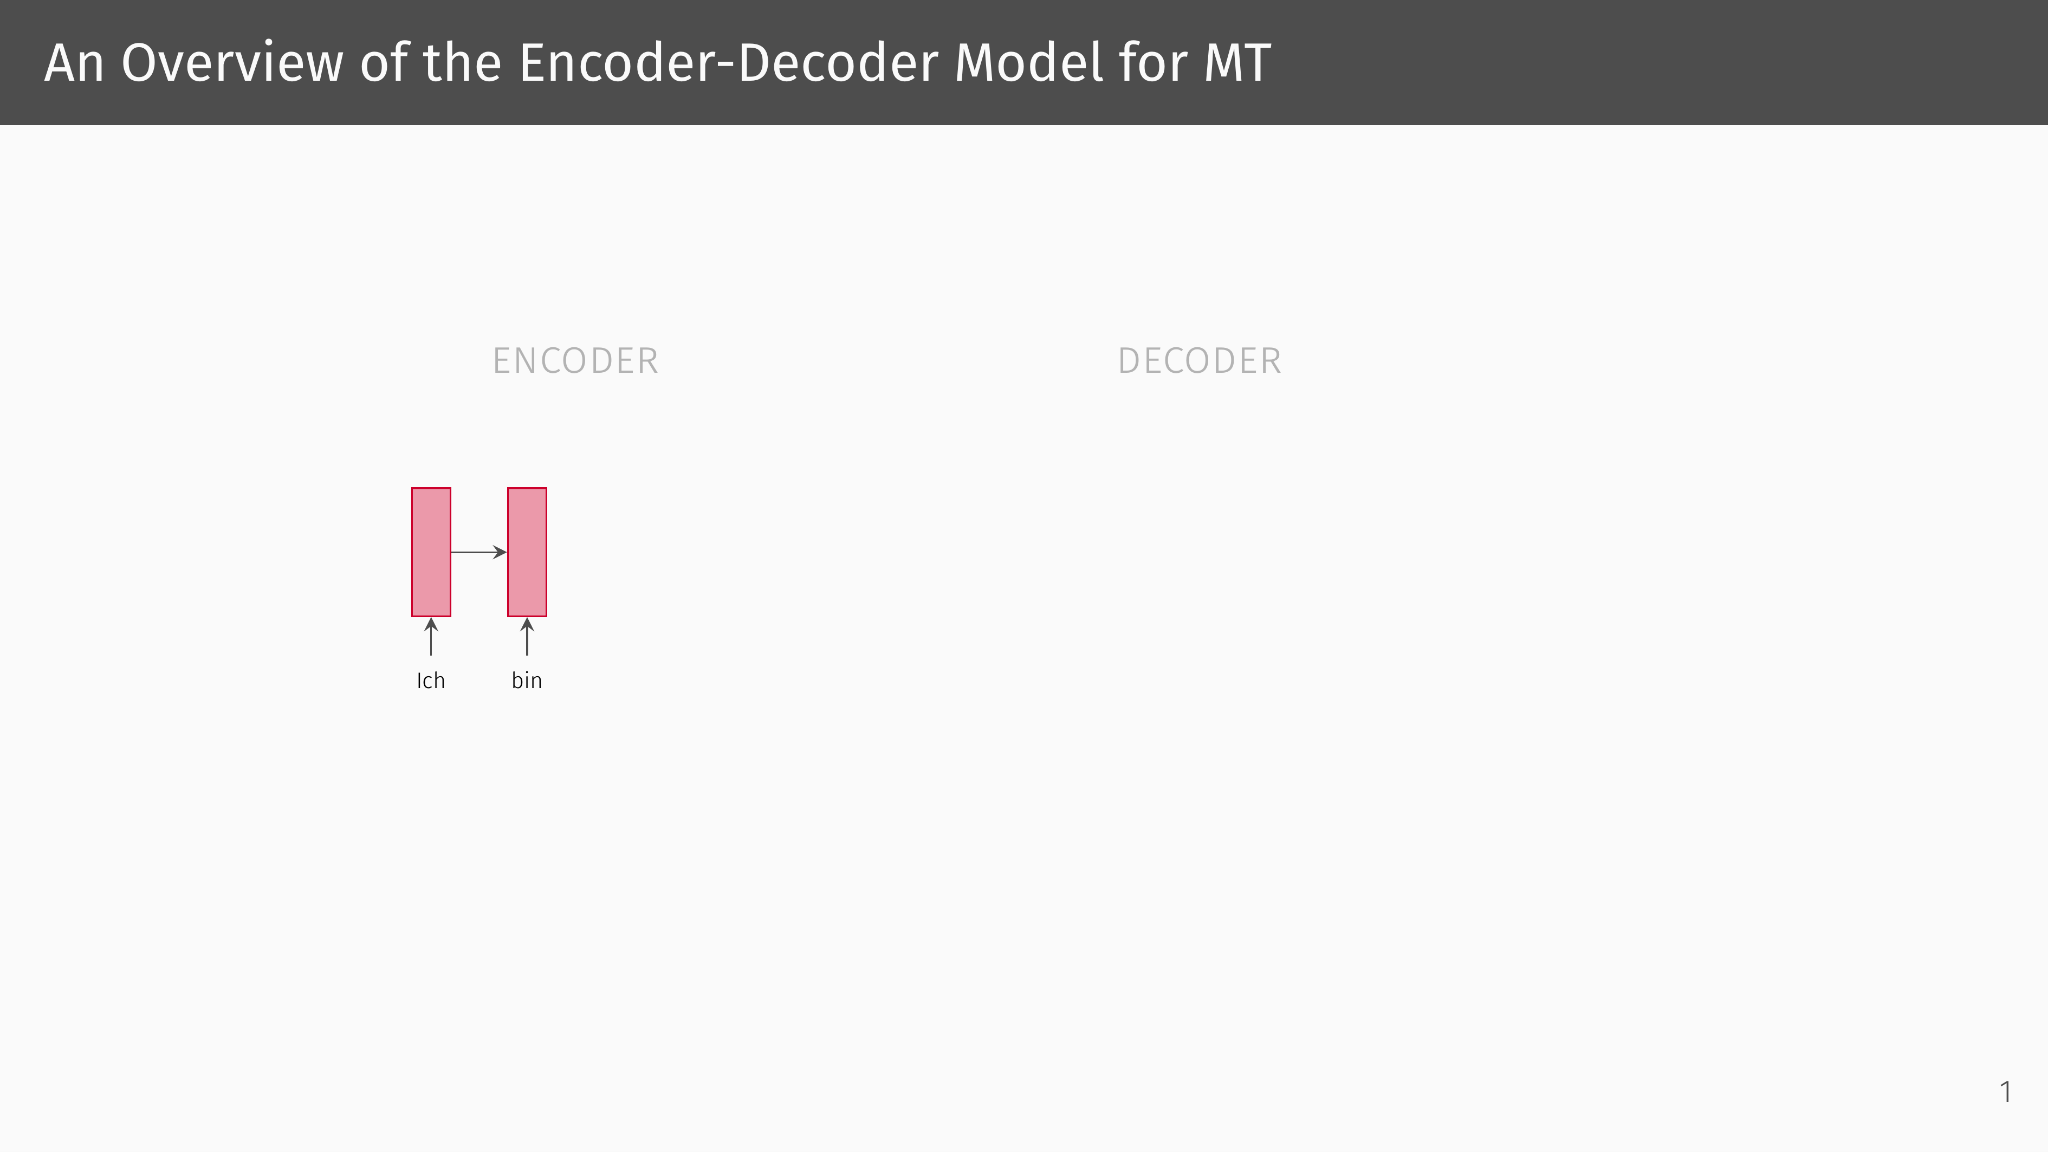 An Overview of the Encoder-Decoder Model for MT
ENCODER DECODER
Ich bin
1